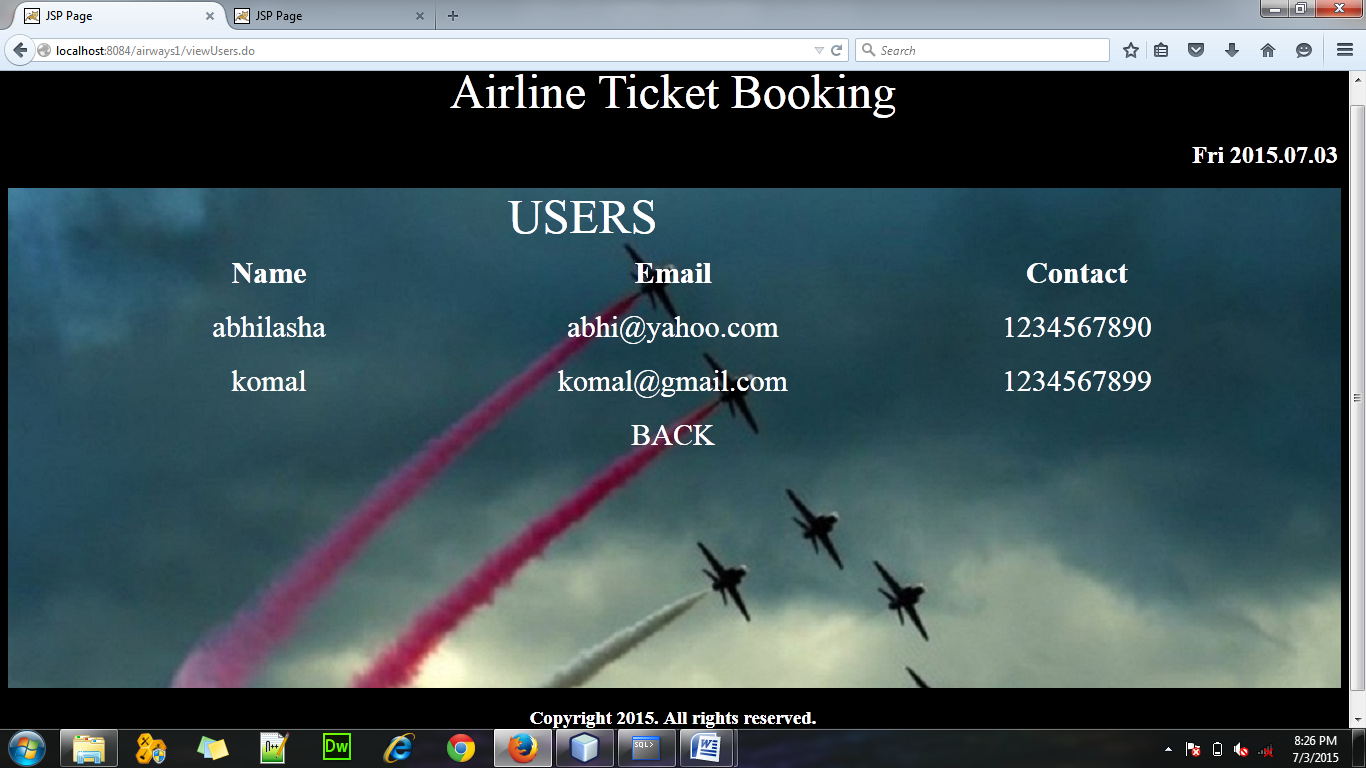 JSP Page
JSP Page
localhost:8084/airways1/viewUsers.do
Search
Airline Ticket Booking
Fri 2015.07.03
USERS
Name Email Contact
abhilasha abhi@yahoo.com 1234567890
komal komal@gmail.com 1234567899
BACK
Copyright 2015. All rights reserved.
Dw
SQL>
8:26 PM
7/3/2015